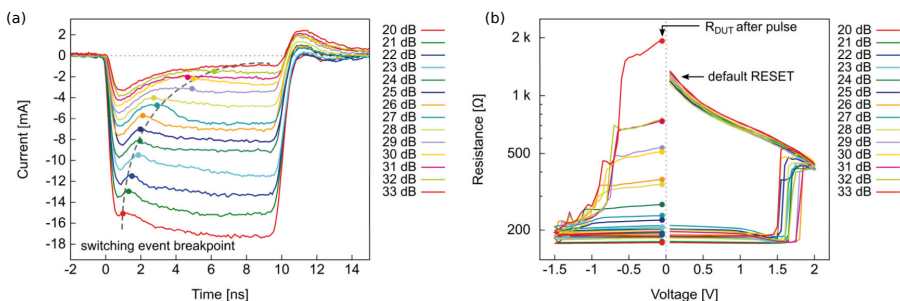 (a)
2
0
-2
-4
-6
-8
-10
-12
-14
-16
-18
Current [mA]
switching event breakpoint
-2 0 2 4 6 8 10 12 14
Time [ns]
20 dB
21 dB
22 dB
23 dB
24 dB
25 dB
26 dB
27 dB
28 dB
29 dB
30 dB
31 dB
32 dB
33 dB
(b)
2 k
1 k
500
200
Resistance [Ω]
R_DUT after pulse
default RESET
-1.5 -1 -0.5 0 0.5 1 1.5 2
Voltage [V]
20 dB
21 dB
22 dB
23 dB
24 dB
25 dB
26 dB
27 dB
28 dB
29 dB
30 dB
31 dB
32 dB
33 dB